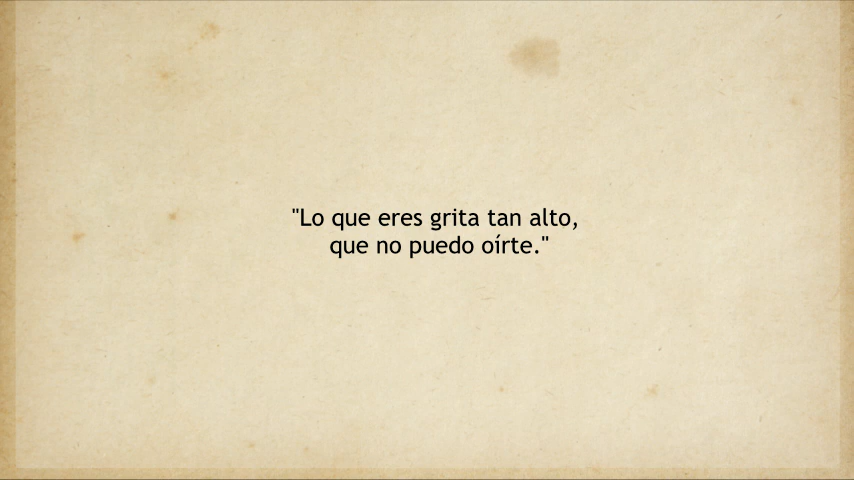 "Lo que eres grita tan alto,
que no puedo oírte."